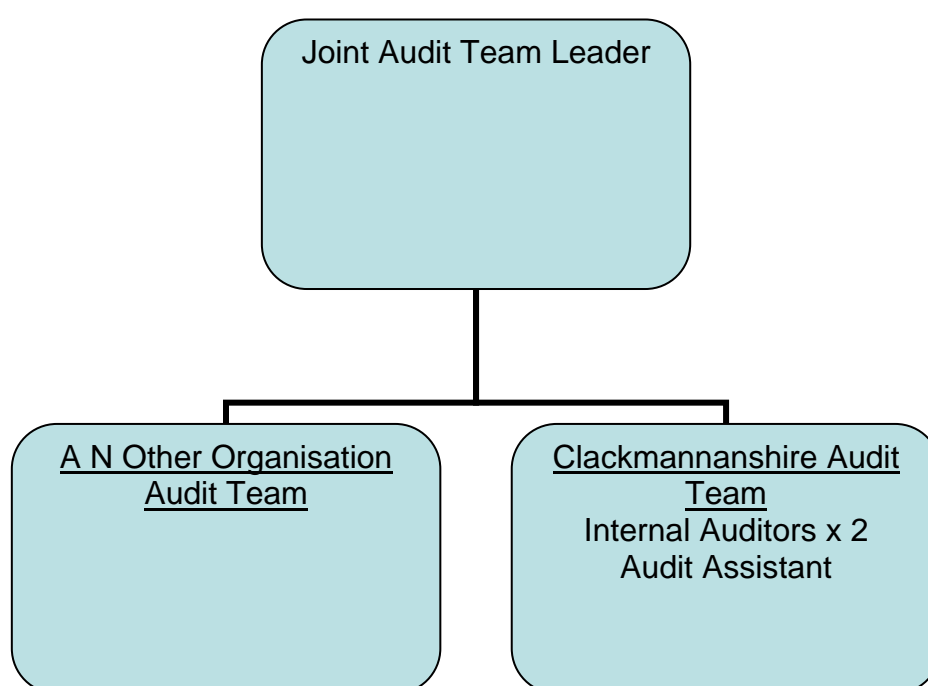 Joint Audit Team Leader
A N Other Organisation
Audit Team
Clackmannanshire Audit
Team
Internal Auditors x 2
Audit Assistant